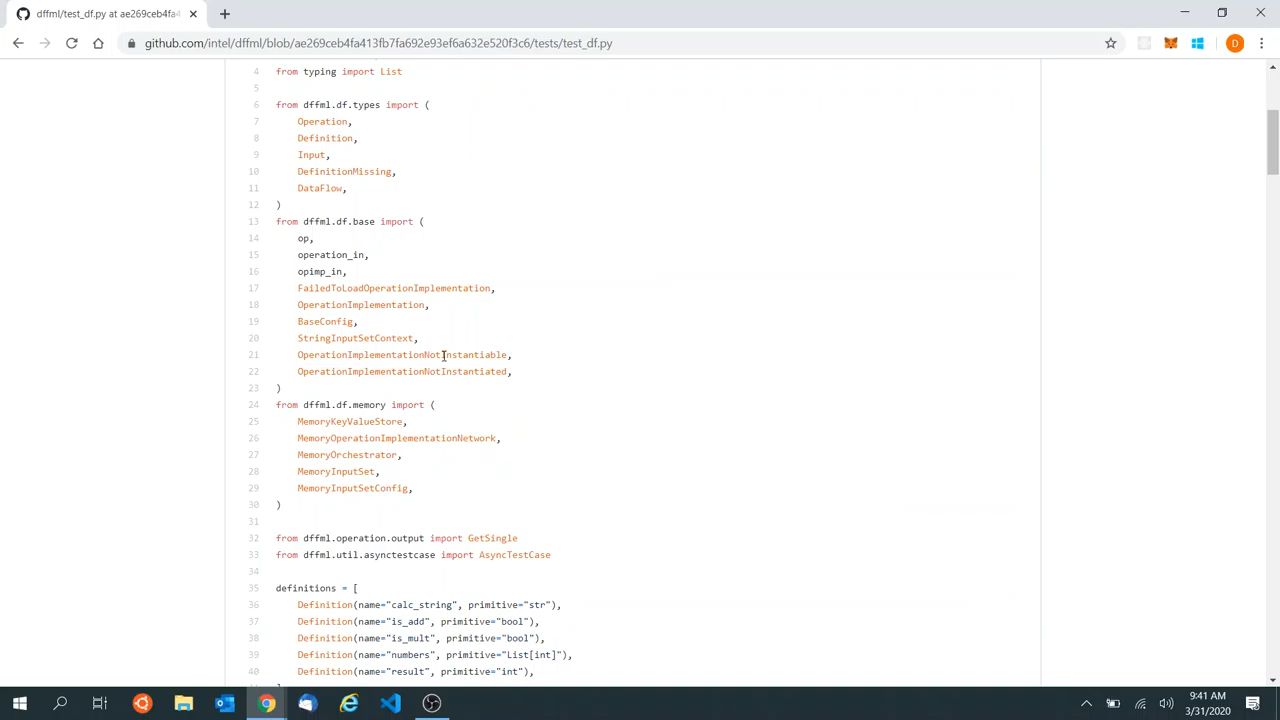 dffml/test_df.py at ae269ceb4fa4
github.com/intel/dffml/blob/ae269ceb4fa413fb7fa692e93ef6a632e520f3c6/tests/test_df.py
D
4 from typing import List
5
6 from dffml.df.types import (
7 Operation,
8 Definition,
9 Input,
10 DefinitionMissing,
11 DataFlow,
12 )
13 from dffml.df.base import (
14 op,
15 operation_in,
16 opimp_in,
17 FailedToLoadOperationImplementation,
18 OperationImplementation,
19 BaseConfig,
20 StringInputSetContext,
21 OperationImplementationNotInstantiable,
22 OperationImplementationNotInstantiated,
23 )
24 from dffml.df.memory import (
25 MemoryKeyValueStore,
26 MemoryOperationImplementationNetwork,
27 MemoryOrchestrator,
28 MemoryInputSet,
29 MemoryInputSetConfig,
30 )
31
32 from dffml.operation.output import GetSingle
33 from dffml.util.asynctestcase import AsyncTestCase
34
35 definitions = [
36 Definition(name="calc_string", primitive="str"),
37 Definition(name="is_add", primitive="bool"),
38 Definition(name="is_mult", primitive="bool"),
39 Definition(name="numbers", primitive="List[int]"),
40 Definition(name="result", primitive="int"),
9:41 AM
3/31/2020